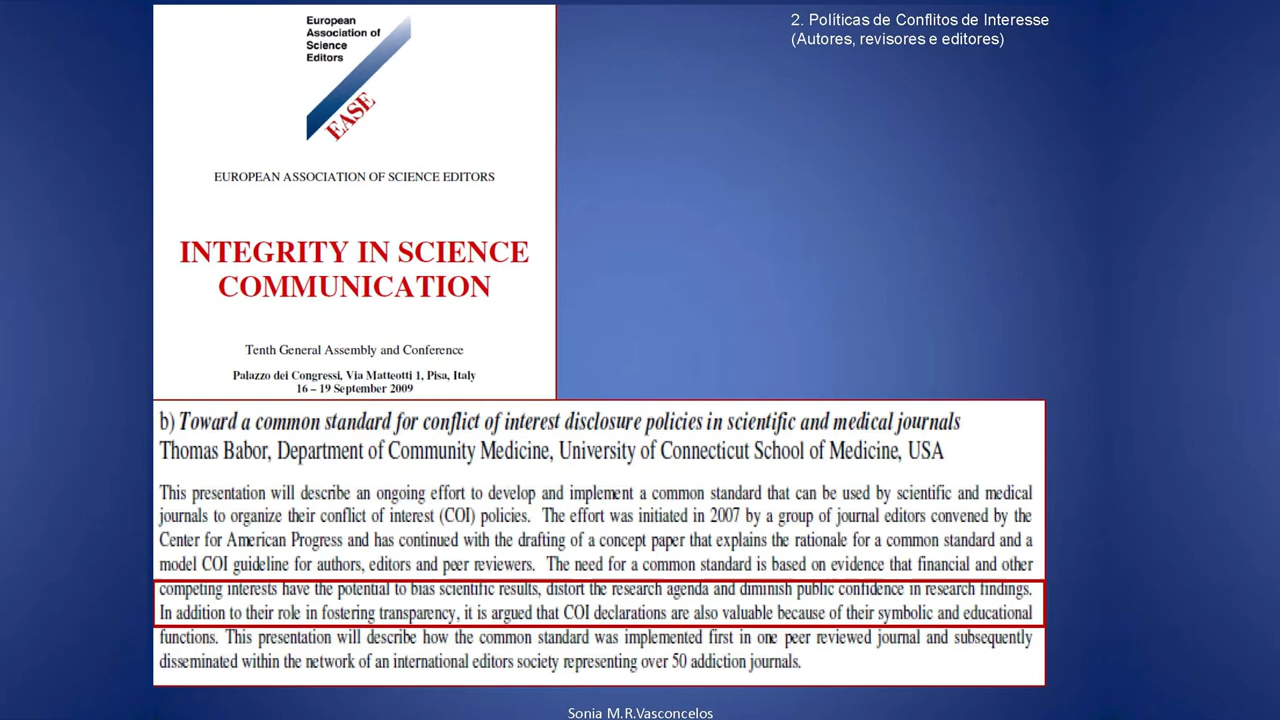 European
Association of
Science
Editors
EASE
2. Políticas de Conflitos de Interesse
(Autores, revisores e editores)
EUROPEAN ASSOCIATION OF SCIENCE EDITORS
INTEGRITY IN SCIENCE
COMMUNICATION
Tenth General Assembly and Conference
Palazzo dei Congressi, Via Matteotti 1, Pisa, Italy
16 – 19 September 2009
b) Toward a common standard for conflict of interest disclosure policies in scientific and medical journals
Thomas Babor, Department of Community Medicine, University of Connecticut School of Medicine, USA
This presentation will describe an ongoing effort to develop and implement a common standard that can be used by scientific and medical
journals to organize their conflict of interest (COI) policies. The effort was initiated in 2007 by a group of journal editors convened by the
Center for American Progress and has continued with the drafting of a concept paper that explains the rationale for a common standard and a
model COI guideline for authors, editors and peer reviewers. The need for a common standard is based on evidence that financial and other
competing interests have the potential to bias scientific results, distort the research agenda and diminish public confidence in research findings.
In addition to their role in fostering transparency, it is argued that COI declarations are also valuable because of their symbolic and educational
functions. This presentation will describe how the common standard was implemented first in one peer reviewed journal and subsequently
disseminated within the network of an international editors society representing over 50 addiction journals.
Sonia M.R.Vasconcelos